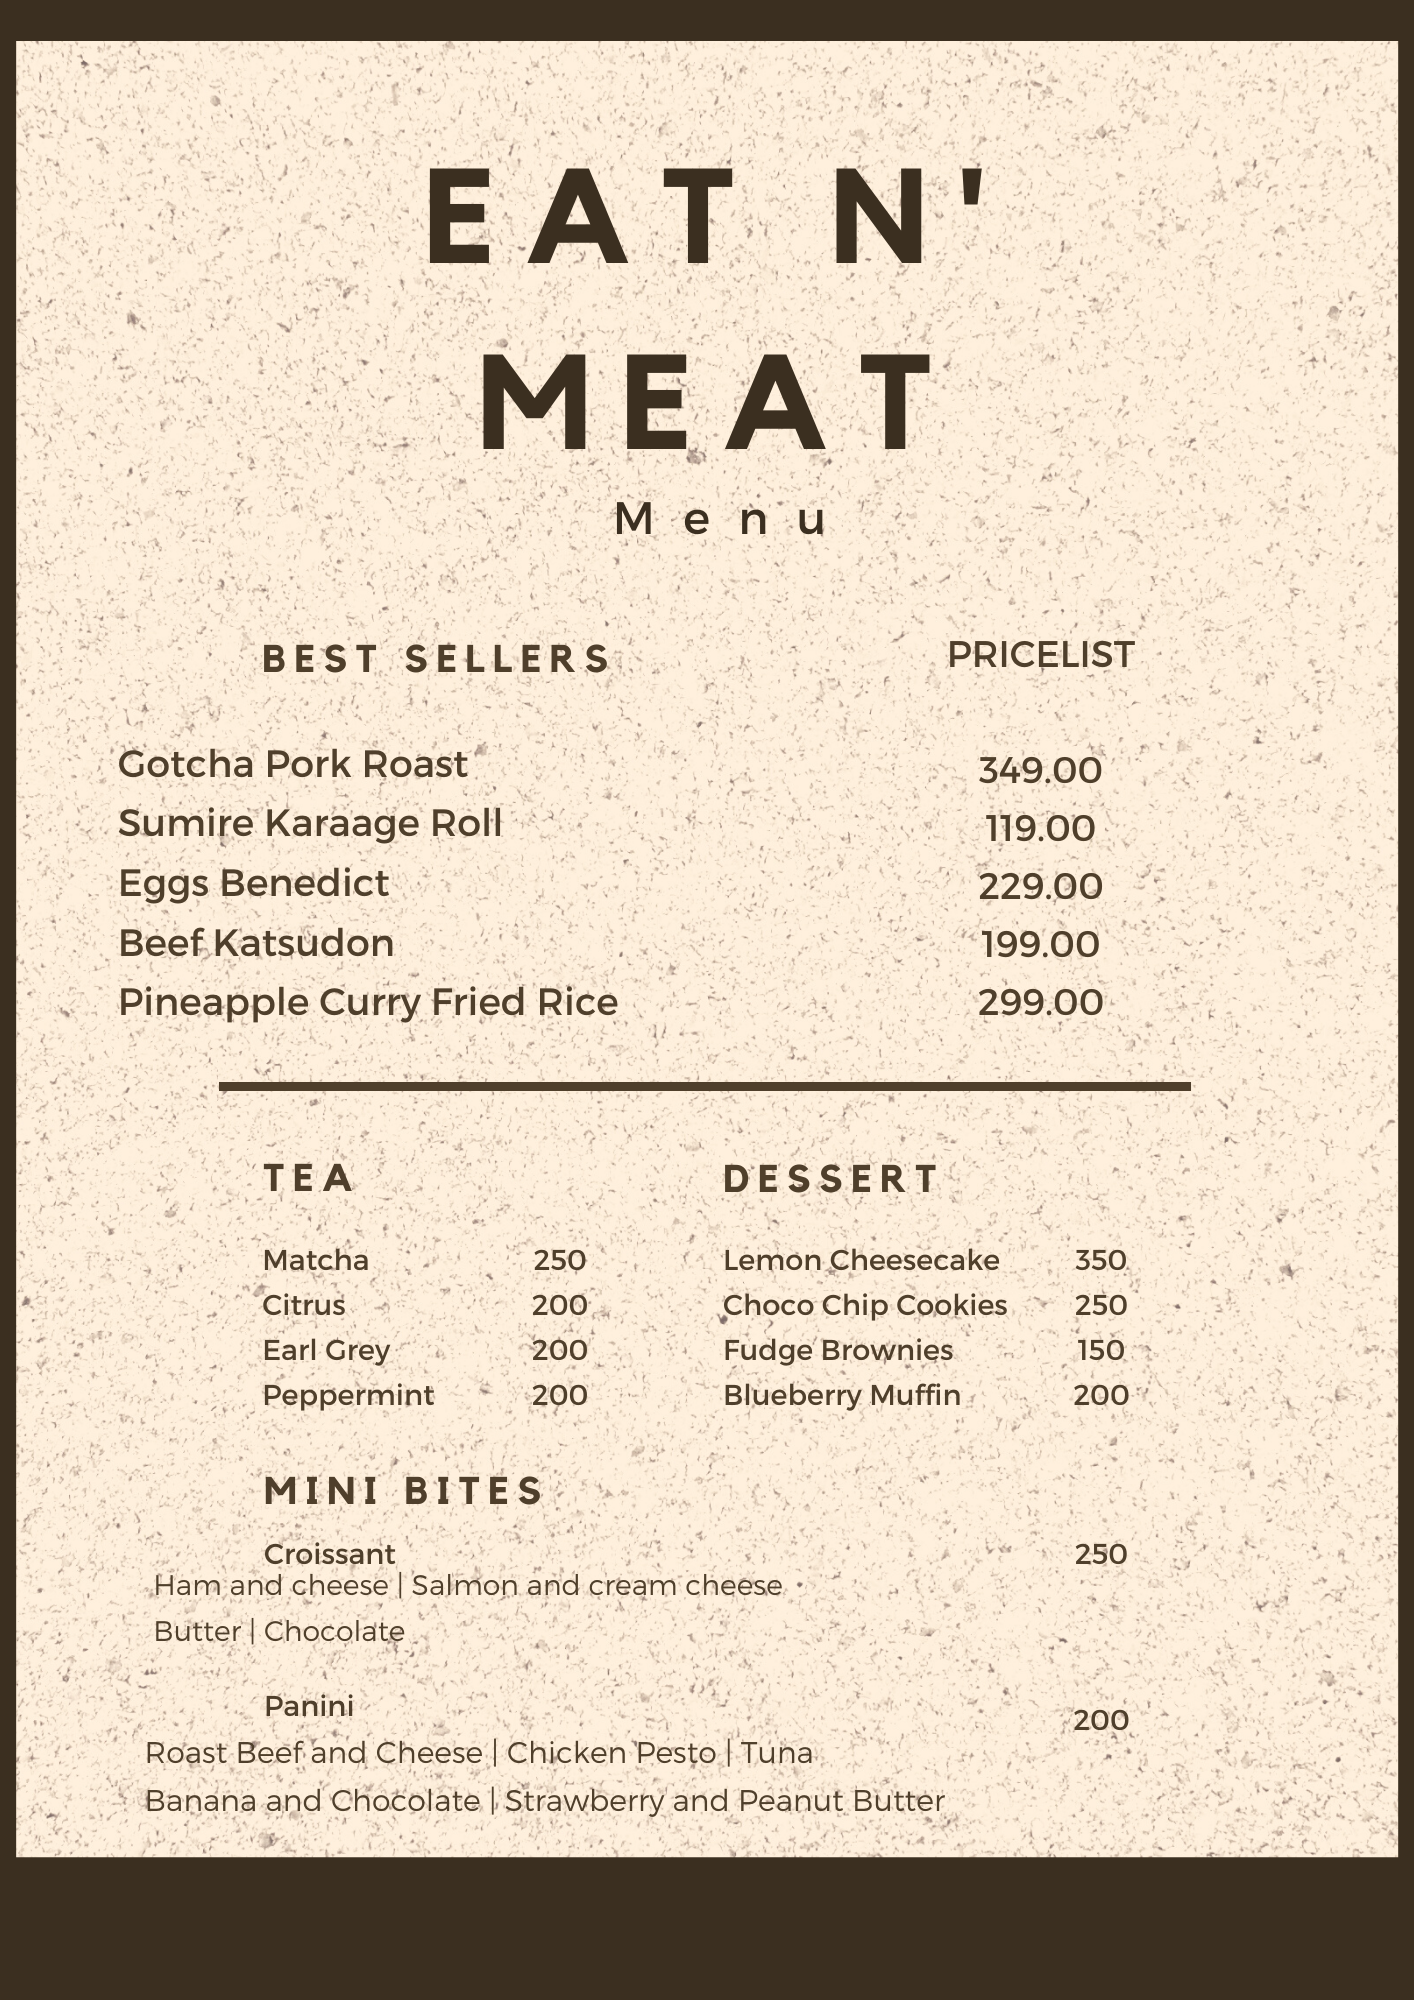 EAT N'
MEAT
Menu
BEST SELLERS PRICELIST
Gotcha Pork Roast 349.00
Sumire Karaage Roll 119.00
Eggs Benedict 229.00
Beef Katsudon 199.00
Pineapple Curry Fried Rice 299.00
TEA
Matcha 250
Citrus 200
Earl Grey 200
Peppermint 200
DESSERT
Lemon Cheesecake 350
Choco Chip Cookies 250
Fudge Brownies 150
Blueberry Muffin 200
MINI BITES
Croissant 250
Ham and cheese | Salmon and cream cheese
Butter | Chocolate
Panini 200
Roast Beef and Cheese | Chicken Pesto | Tuna
Banana and Chocolate | Strawberry and Peanut Butter